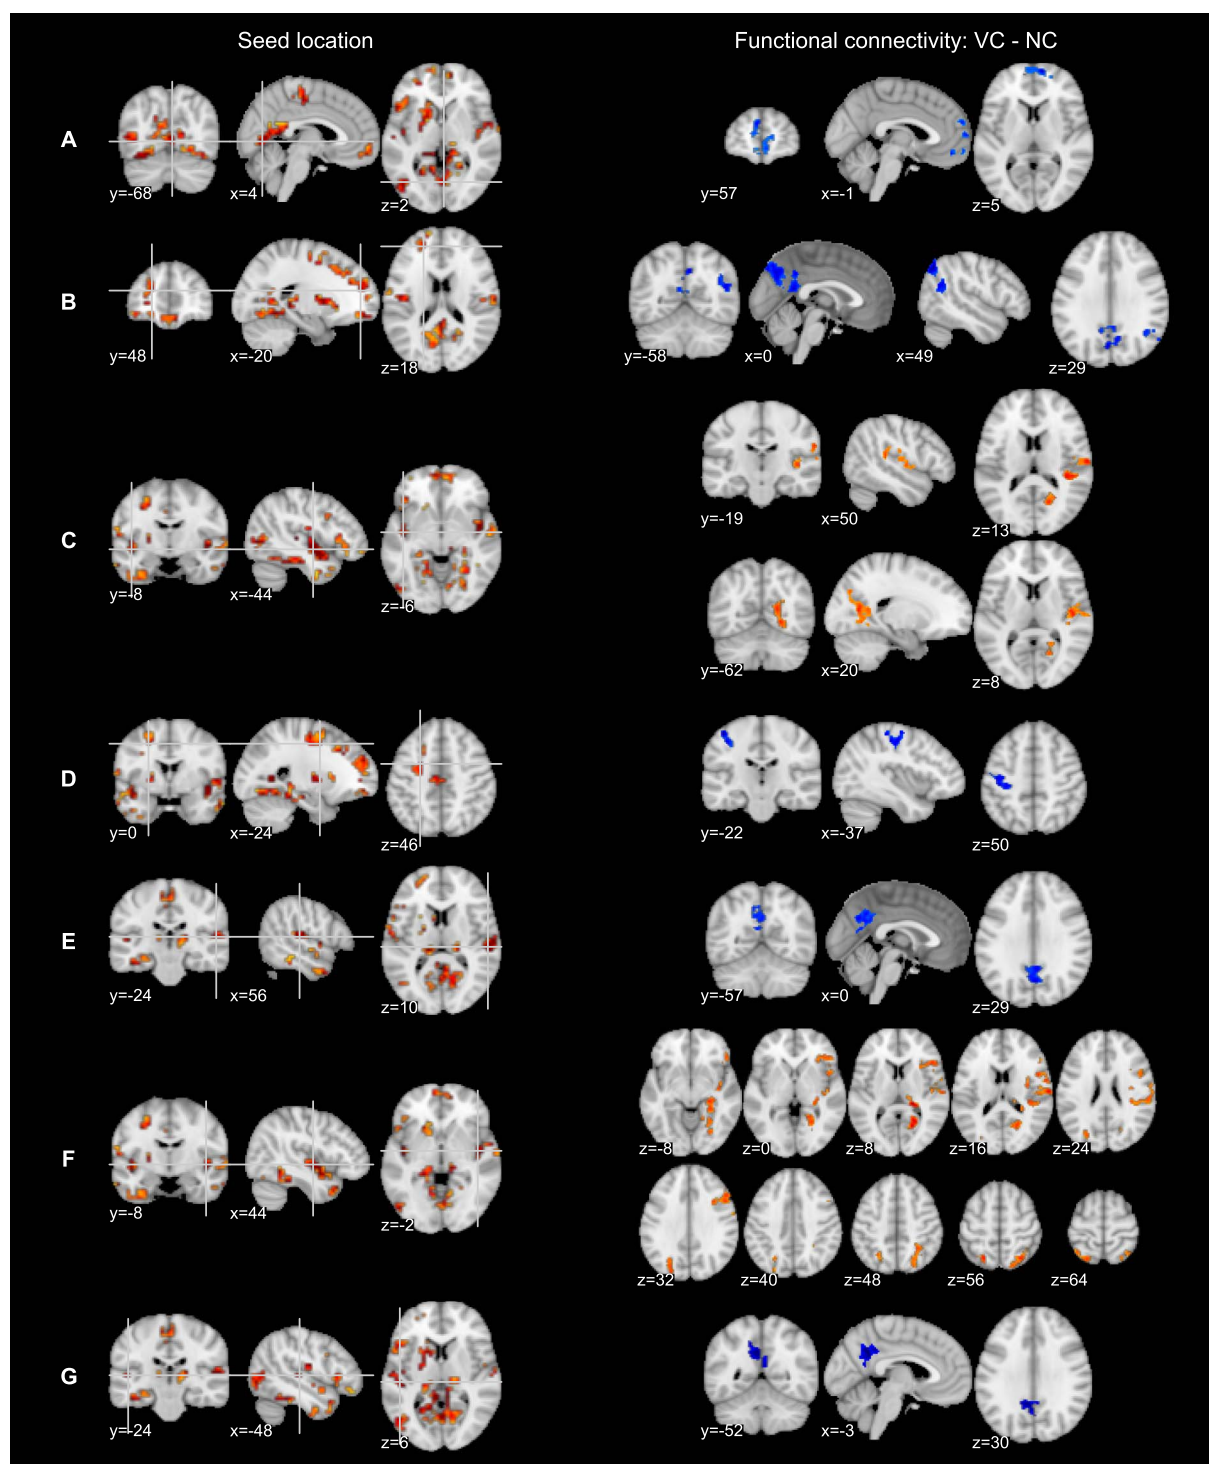 Seed location
Functional connectivity: VC - NC
A
y=-68
x=4
z=2
y=57
x=-1
z=5
B
y=48
x=-20
z=18
y=-58
x=0
x=49
z=29
C
y=-8
x=-44
z=-6
y=-19
x=50
z=13
y=-62
x=20
z=8
D
y=0
x=-24
z=46
y=-22
x=-37
z=50
E
y=-24
x=56
z=10
y=-57
x=0
z=29
F
y=-8
x=44
z=-2
z=-8
z=0
z=8
z=16
z=24
z=32
z=40
z=48
z=56
z=64
G
y=-24
x=-48
z=6
y=-52
x=-3
z=30